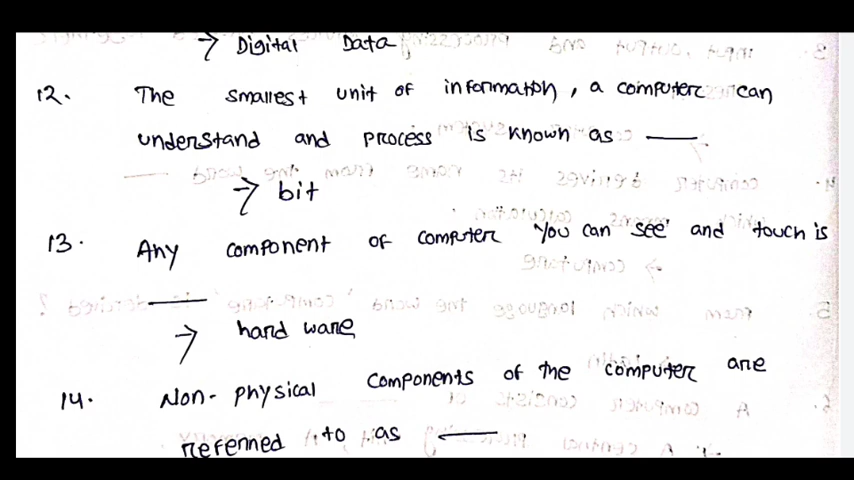 → Digital Data
12. The smallest unit of information, a computer can
understand and process is known as ———
→ bit
13. Any component of computer You can see and touch is
———
→ hard ware
14. Non-physical components of the computer are
referred to as ———